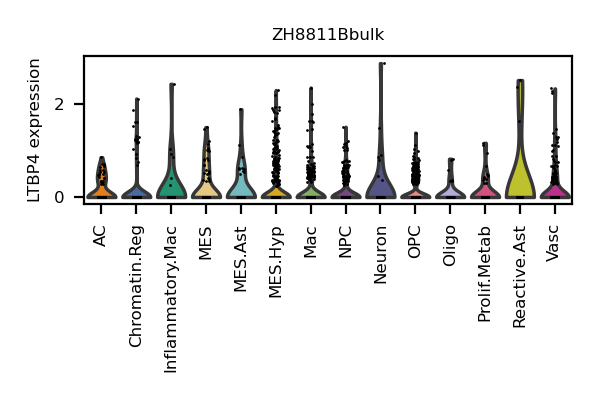 ZH8811Bbulk
LTBP4 expression
2
0
AC
Chromatin.Reg
Inflammatory.Mac
MES
MES.Ast
MES.Hyp
Mac
NPC
Neuron
OPC
Oligo
Prolif.Metab
Reactive.Ast
Vasc